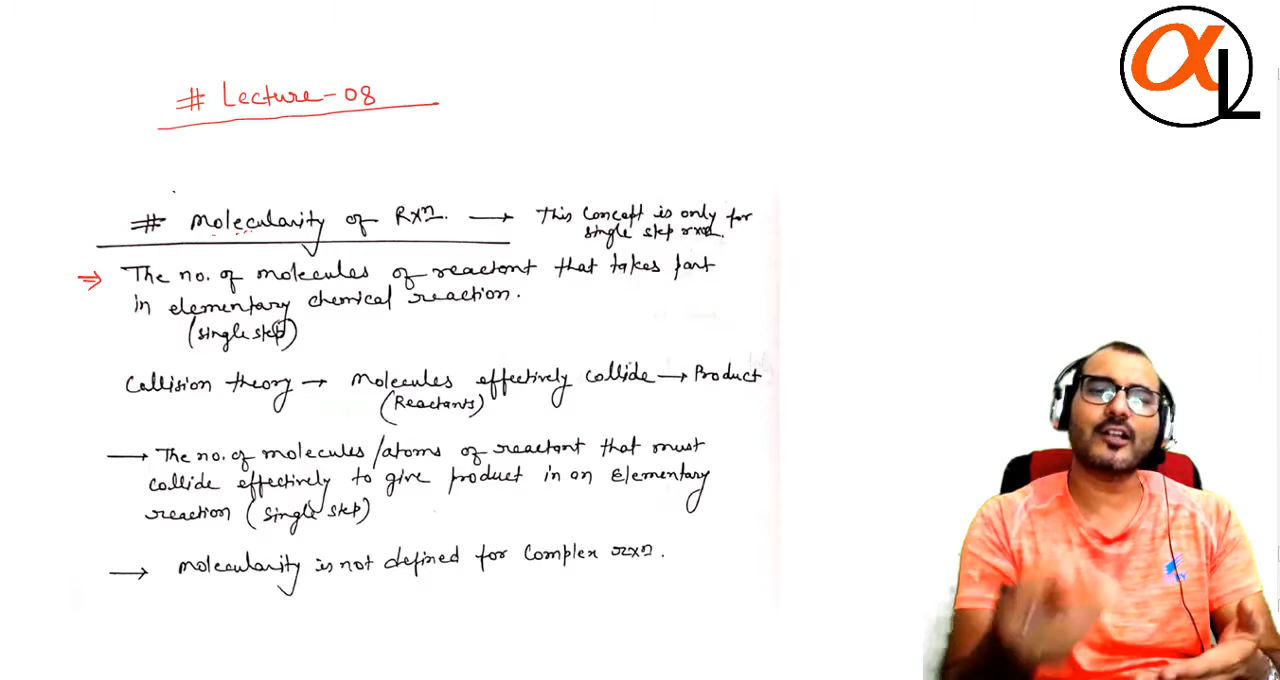 # Lecture-08
αL
# Molecularity of Rxn. → This concept is only for
single step rxn.
⇒ The no. of molecules of reactant that takes part
in elementary chemical reaction.
(single step)
Collision theory → Molecules effectively collide → Product
(Reactants)
→ The no. of molecules/atoms of reactant that must
collide effectively to give product in an Elementary
reaction (single step)
→ Molecularity is not defined for complex rxn.